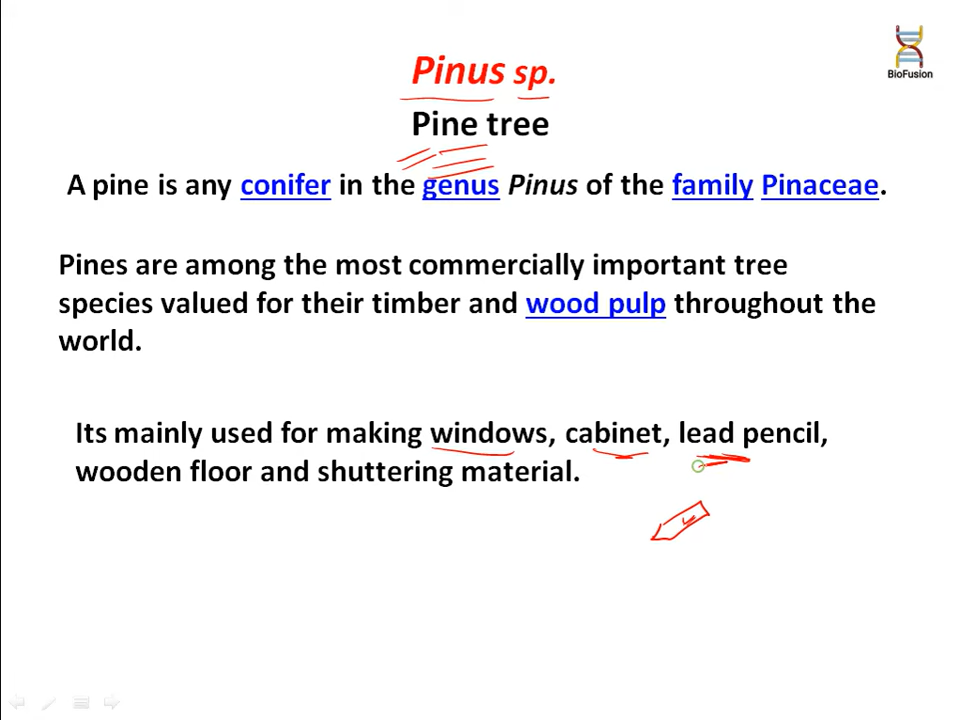 BioFusion
Pinus sp.
Pine tree
A pine is any conifer in the genus Pinus of the family Pinaceae.
Pines are among the most commercially important tree
species valued for their timber and wood pulp throughout the
world.
Its mainly used for making windows, cabinet, lead pencil,
wooden floor and shuttering material.